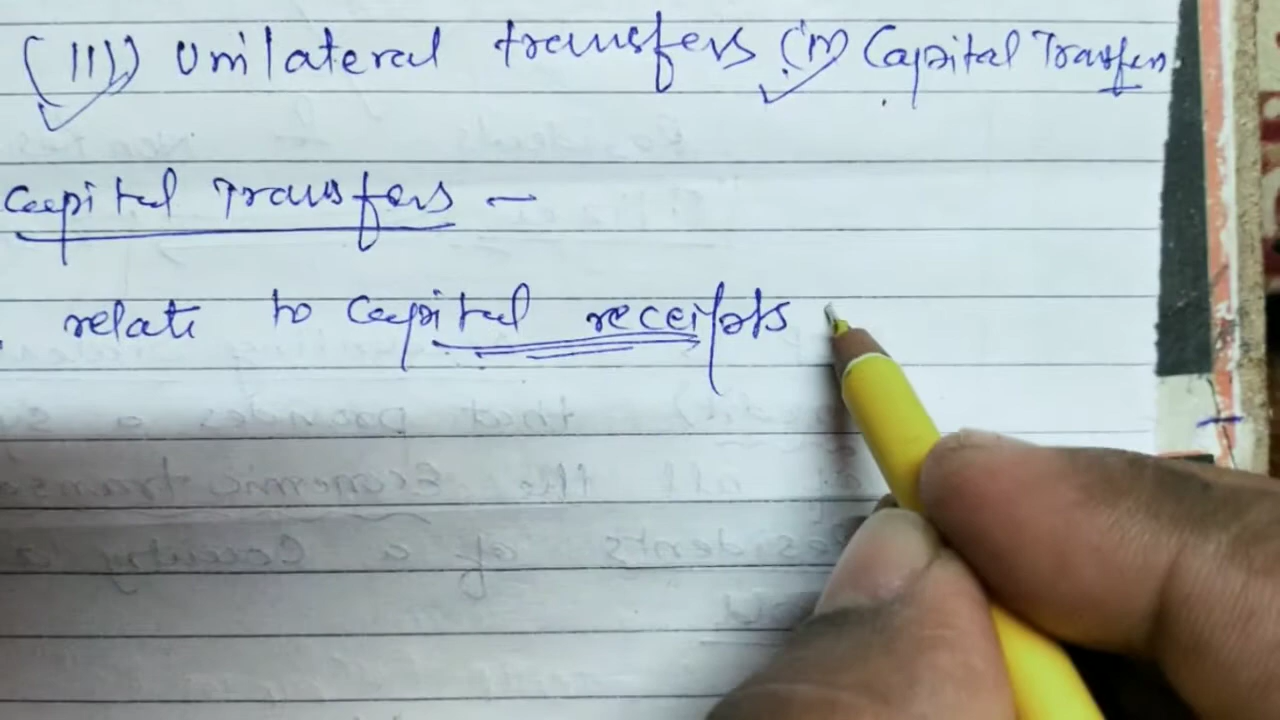 (III) Unilateral transfers (IV) Capital Transfers
Capital Transfers -
relate to Capital receipts